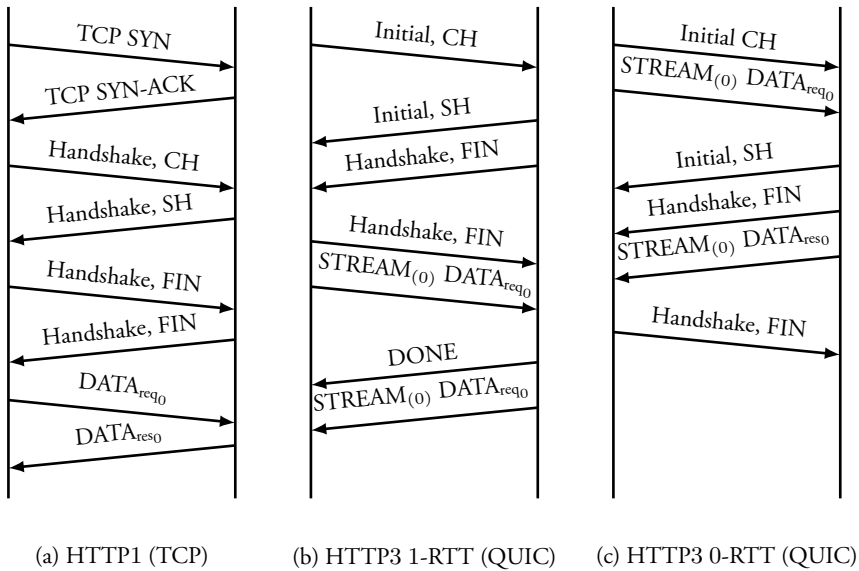 TCP SYN
TCP SYN-ACK
Handshake, CH
Handshake, SH
Handshake, FIN
Handshake, FIN
DATAreq0
DATAres0
(a) HTTP1 (TCP)
Initial, CH
Initial, SH
Handshake, FIN
Handshake, FIN
STREAM(0) DATAreq0
DONE
STREAM(0) DATAreq0
(b) HTTP3 1-RTT (QUIC)
Initial CH
STREAM(0) DATAreq0
Initial, SH
Handshake, FIN
STREAM(0) DATAres0
Handshake, FIN
(c) HTTP3 0-RTT (QUIC)